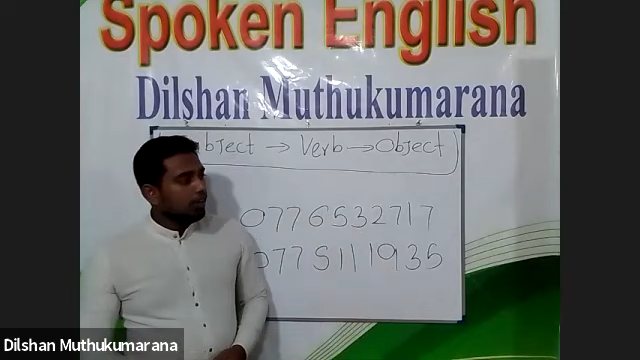 Spoken English
Dilshan Muthukumarana
bject → Verb → Object
0776532717
0775111935
Dilshan Muthukumarana